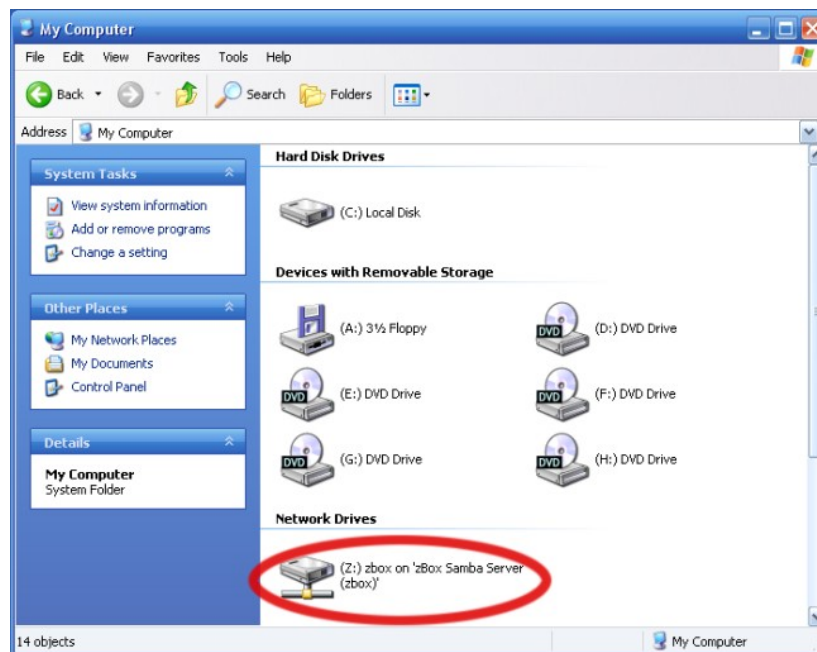 My Computer
File Edit View Favorites Tools Help
Back Search Folders
Address My Computer
System Tasks
View system information
Add or remove programs
Change a setting
Other Places
My Network Places
My Documents
Control Panel
Details
My Computer
System Folder
Hard Disk Drives
(C:) Local Disk
Devices with Removable Storage
(A:) 3½ Floppy
DVD (D:) DVD Drive
DVD (E:) DVD Drive
DVD (F:) DVD Drive
DVD (G:) DVD Drive
DVD (H:) DVD Drive
Network Drives
(Z:) zbox on 'zBox Samba Server
(zbox)'
14 objects
My Computer